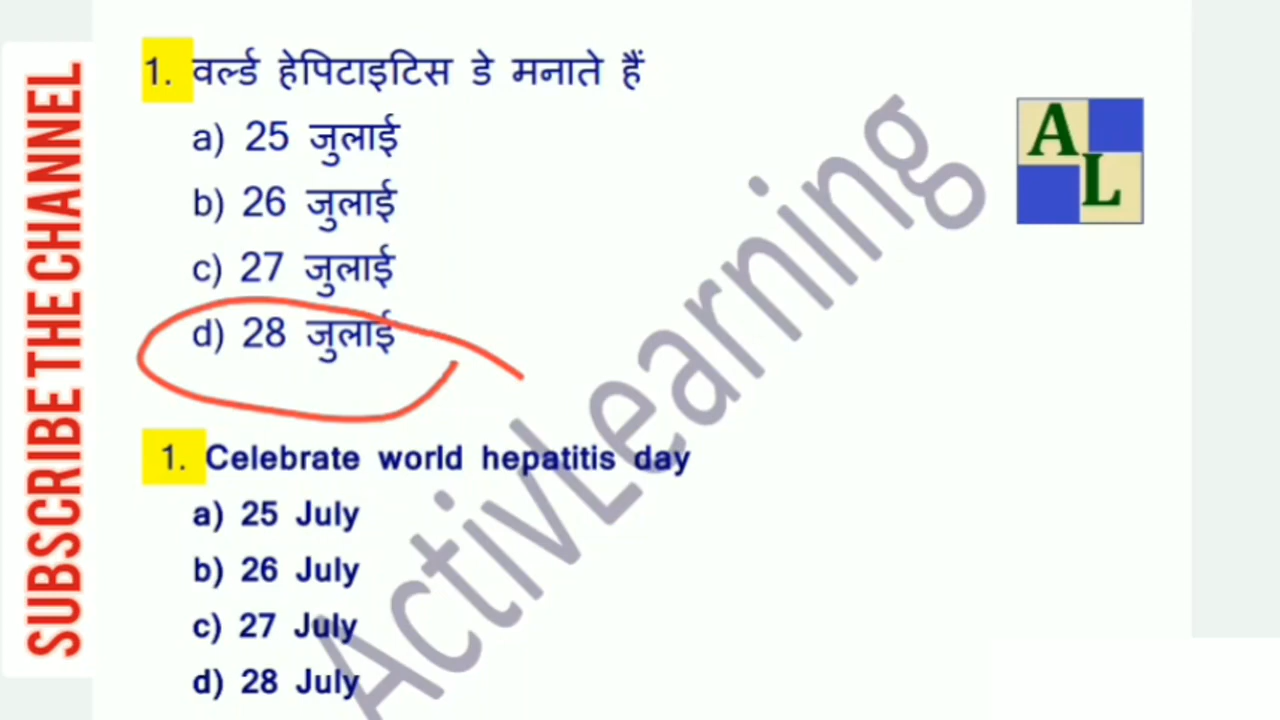 SUBSCRIBE THE CHANNEL
1. वर्ल्ड हेपिटाइटिस डे मनाते हैं
a) 25 जुलाई
b) 26 जुलाई
c) 27 जुलाई
d) 28 जुलाई
1. Celebrate world hepatitis day
a) 25 July
b) 26 July
c) 27 July
d) 28 July
ActivLearning
A
L